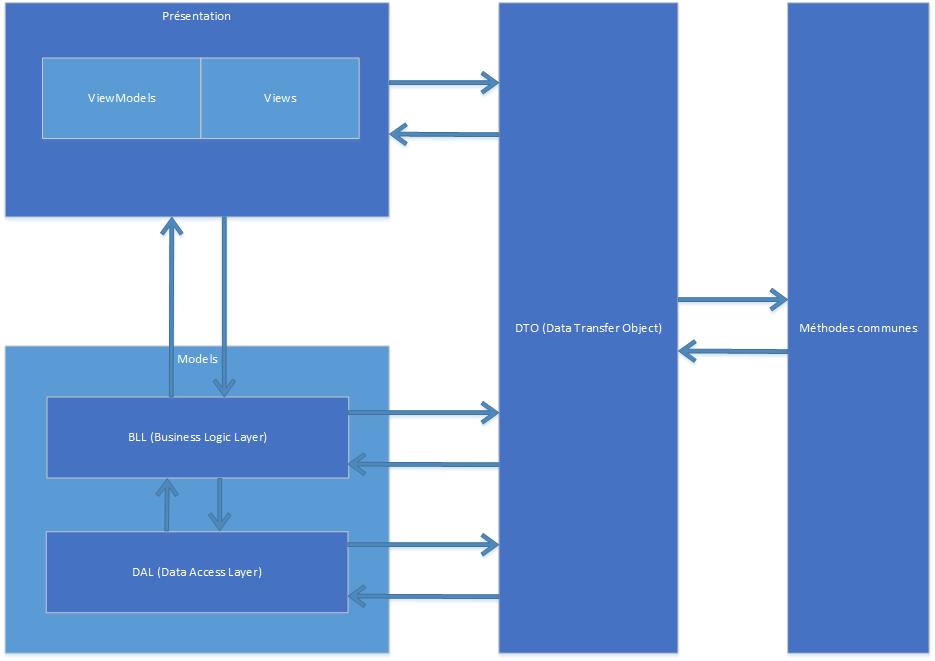 Présentation
ViewModels
Views
DTO (Data Transfer Object)
Méthodes communes
Models
BLL (Business Logic Layer)
DAL (Data Access Layer)